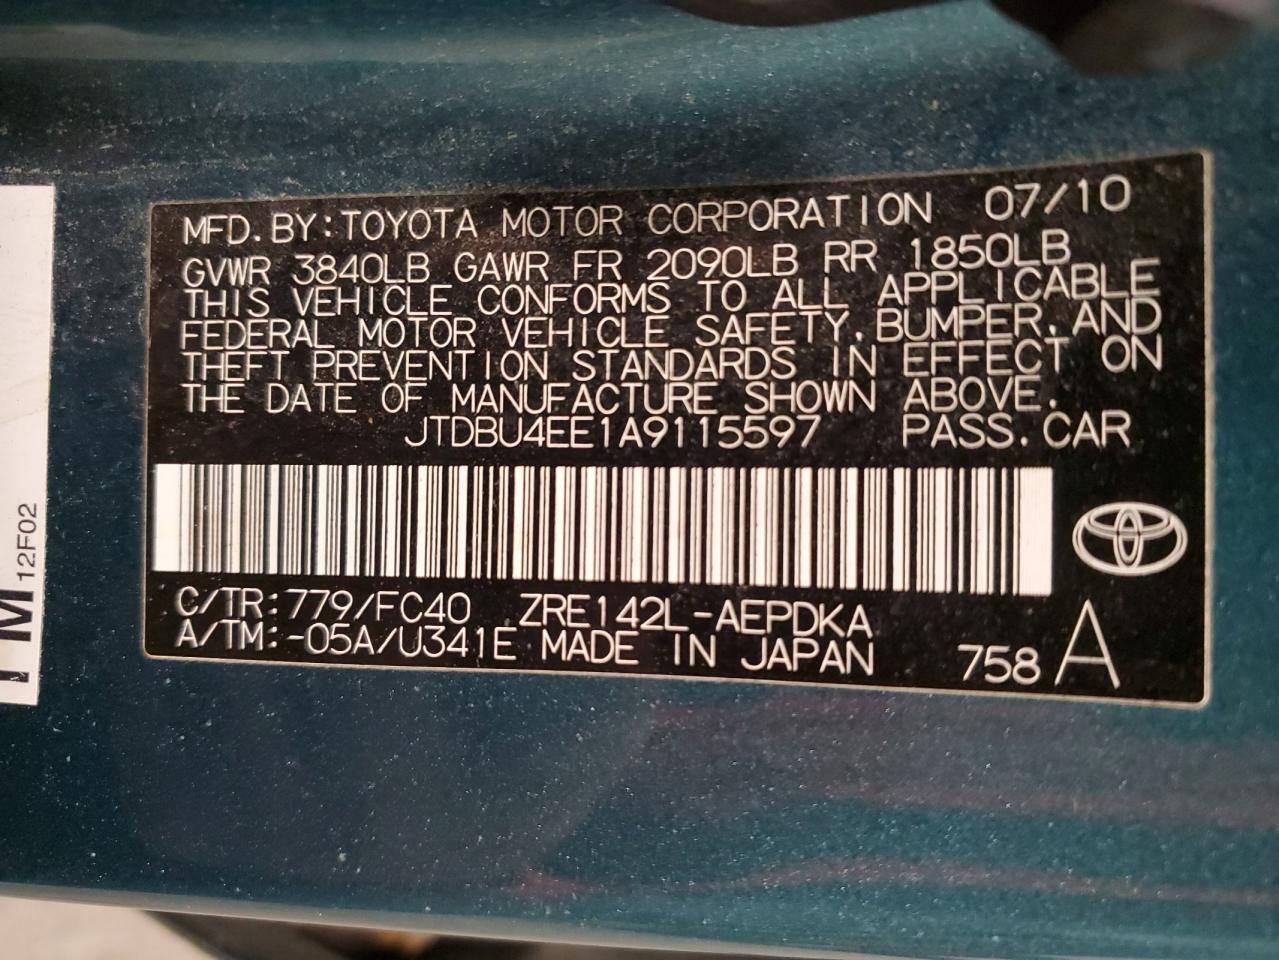 MFD. BY: TOYOTA MOTOR CORPORATION 07/10
GVWR 3840LB GAWR FR 2090LB RR 1850LB
THIS VEHICLE CONFORMS TO ALL APPLICABLE
FEDERAL MOTOR VEHICLE SAFETY, BUMPER, AND
THEFT PREVENTION STANDARDS IN EFFECT ON
THE DATE OF MANUFACTURE SHOWN ABOVE.
JTDBU4EE1A9115597 PASS. CAR
C/TR: 779/FC40 ZRE142L-AEPDKA
A/TM: -05A/U341E MADE IN JAPAN 758 A
12F02